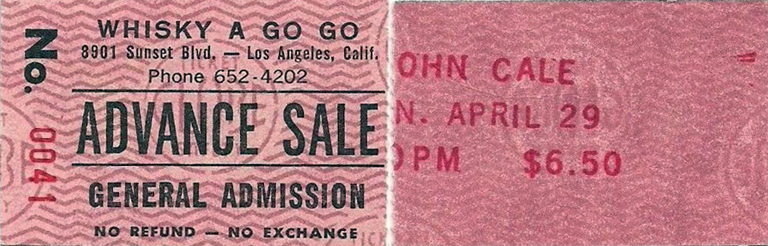 No. 0041
WHISKY A GO GO
8901 Sunset Blvd. — Los Angeles, Calif.
Phone 652-4202
ADVANCE SALE
GENERAL ADMISSION
NO REFUND — NO EXCHANGE
OHN CALE
N. APRIL 29
PM $6.50